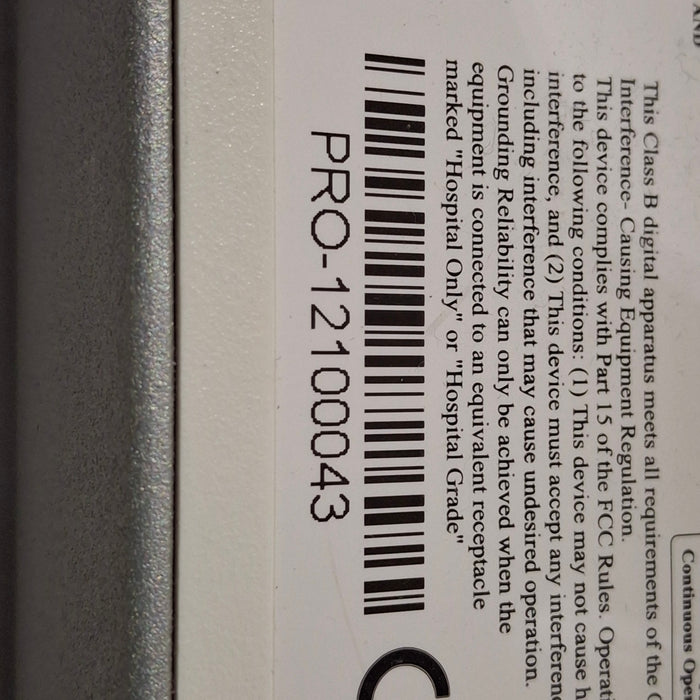 AND
Continuous Ope
This Class B digital apparatus meets all requirements of the
Interference- Causing Equipment Regulation.
This device complies with Part 15 of the FCC Rules. Operat
to the following conditions: (1) This device may not cause h
interference, and (2) This device must accept any interferenc
including interference that may cause undesired operation.
Grounding Reliability can only be achieved when the
equipment is connected to an equivalent receptacle
marked "Hospital Only" or "Hospital Grade"
PRO-12100043
C